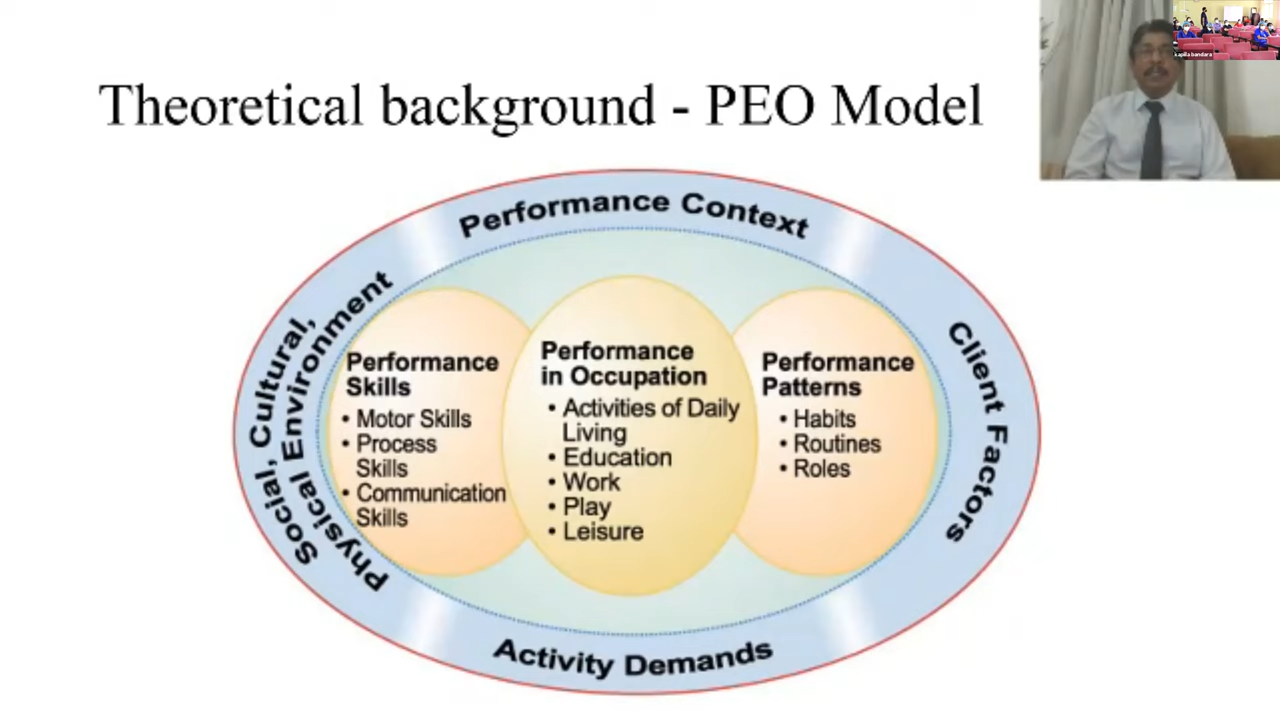 Theoretical background - PEO Model
kapila bandara
Performance Context
Social, Cultural,
Physical Environment
Performance
Skills
• Motor Skills
• Process
Skills
• Communication
Skills
Performance
in Occupation
• Activities of Daily
Living
• Education
• Work
• Play
• Leisure
Performance
Patterns
• Habits
• Routines
• Roles
Client Factors
Activity Demands